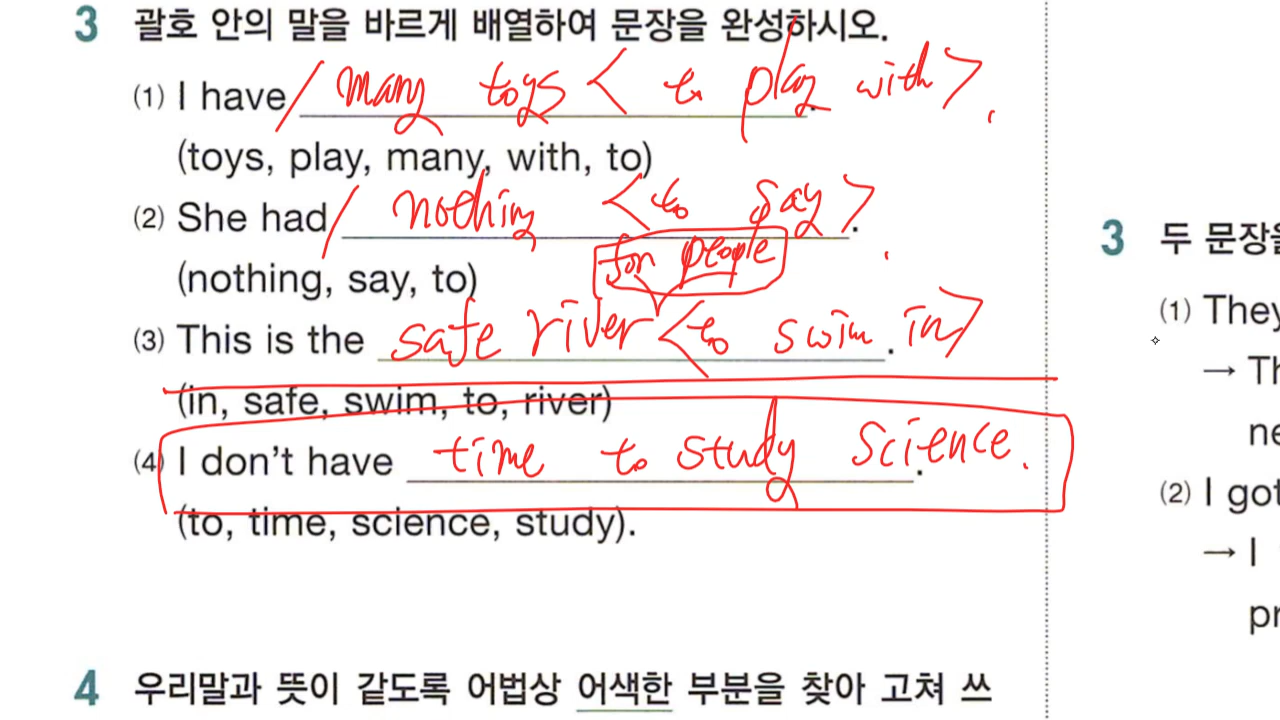 3 괄호 안의 말을 바르게 배열하여 문장을 완성하시오.
(1) I have / many toys < to play with > .
(toys, play, many, with, to)
(2) She had / nothing < to say > .
for people
(nothing, say, to)
(3) This is the safe river < to swim in > .
(in, safe, swim, to, river)
(4) I don't have time to study science.
(to, time, science, study).
4 우리말과 뜻이 같도록 어법상 어색한 부분을 찾아 고쳐 쓰
3 두 문장을
(1) They
→ Th
ne
(2) I got
→ I
pr